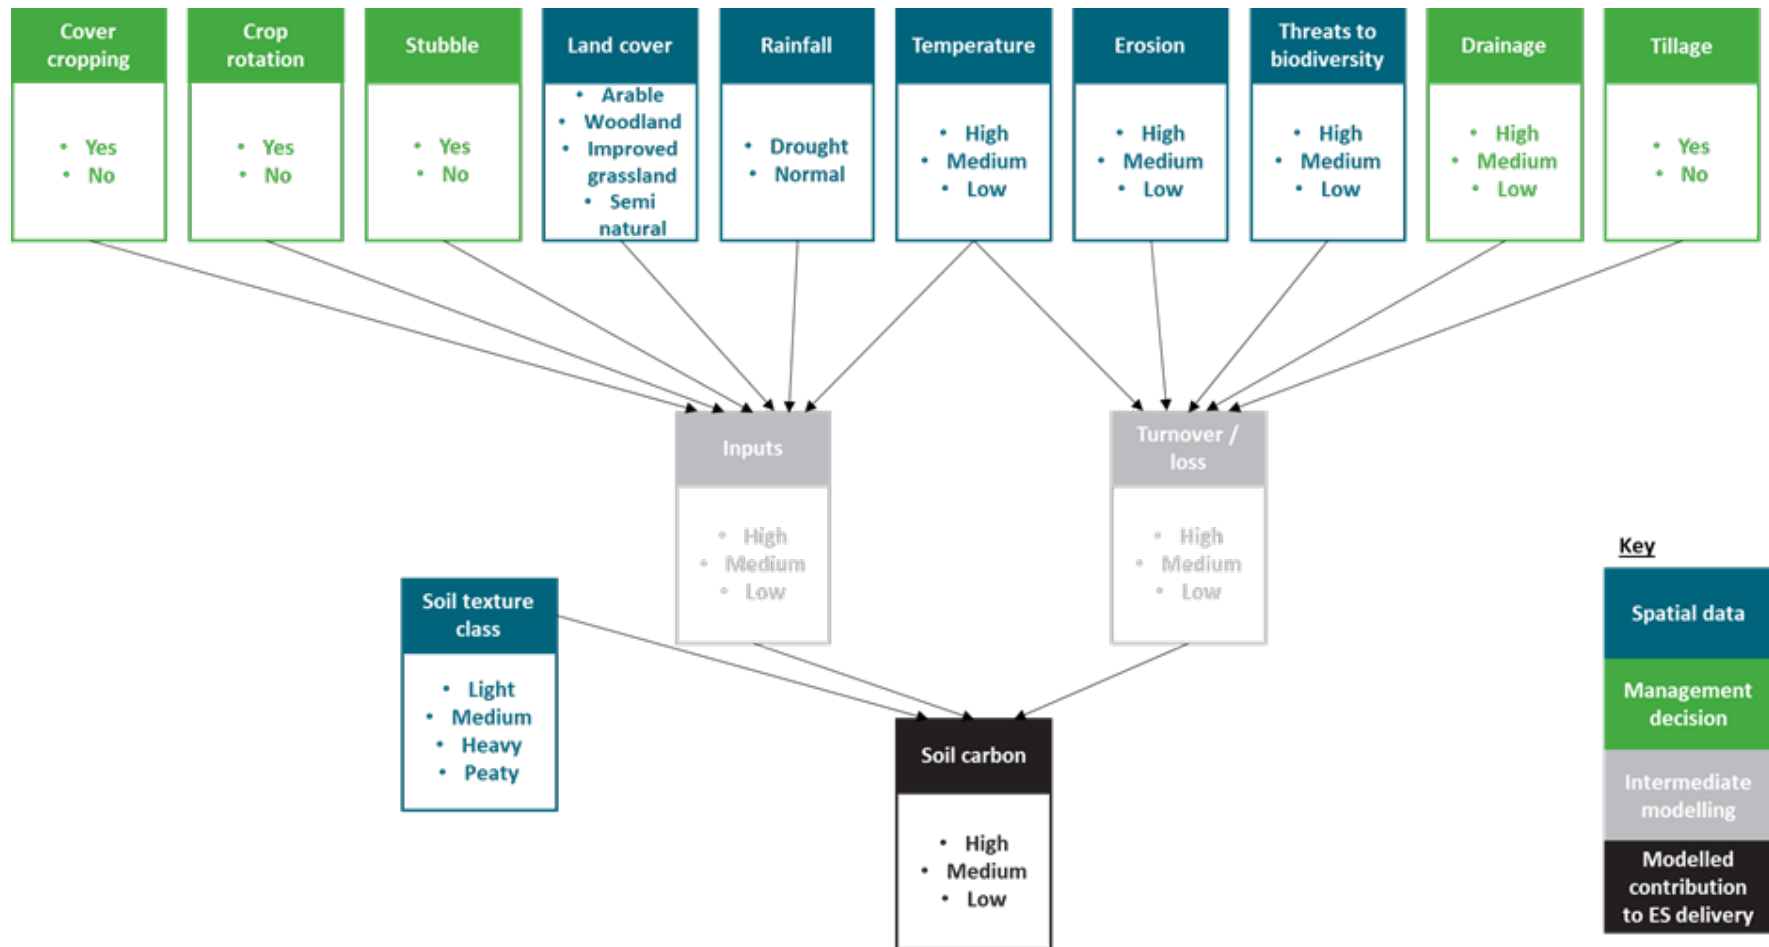 Cover
cropping
• Yes
• No
Crop
rotation
• Yes
• No
Stubble
• Yes
• No
Land cover
• Arable
• Woodland
• Improved
grassland
• Semi
natural
Rainfall
• Drought
• Normal
Temperature
• High
• Medium
• Low
Erosion
• High
• Medium
• Low
Threats to
biodiversity
• High
• Medium
• Low
Drainage
• High
• Medium
• Low
Tillage
• Yes
• No
Inputs
• High
• Medium
• Low
Turnover /
loss
• High
• Medium
• Low
Soil texture
class
• Light
• Medium
• Heavy
• Peaty
Soil carbon
• High
• Medium
• Low
Key
Spatial data
Management
decision
Intermediate
modelling
Modelled
contribution
to ES delivery